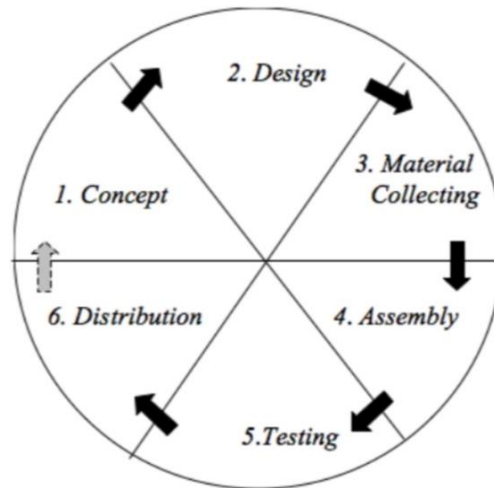 2. Design
3. Material
Collecting
1. Concept
6. Distribution
4. Assembly
5.Testing